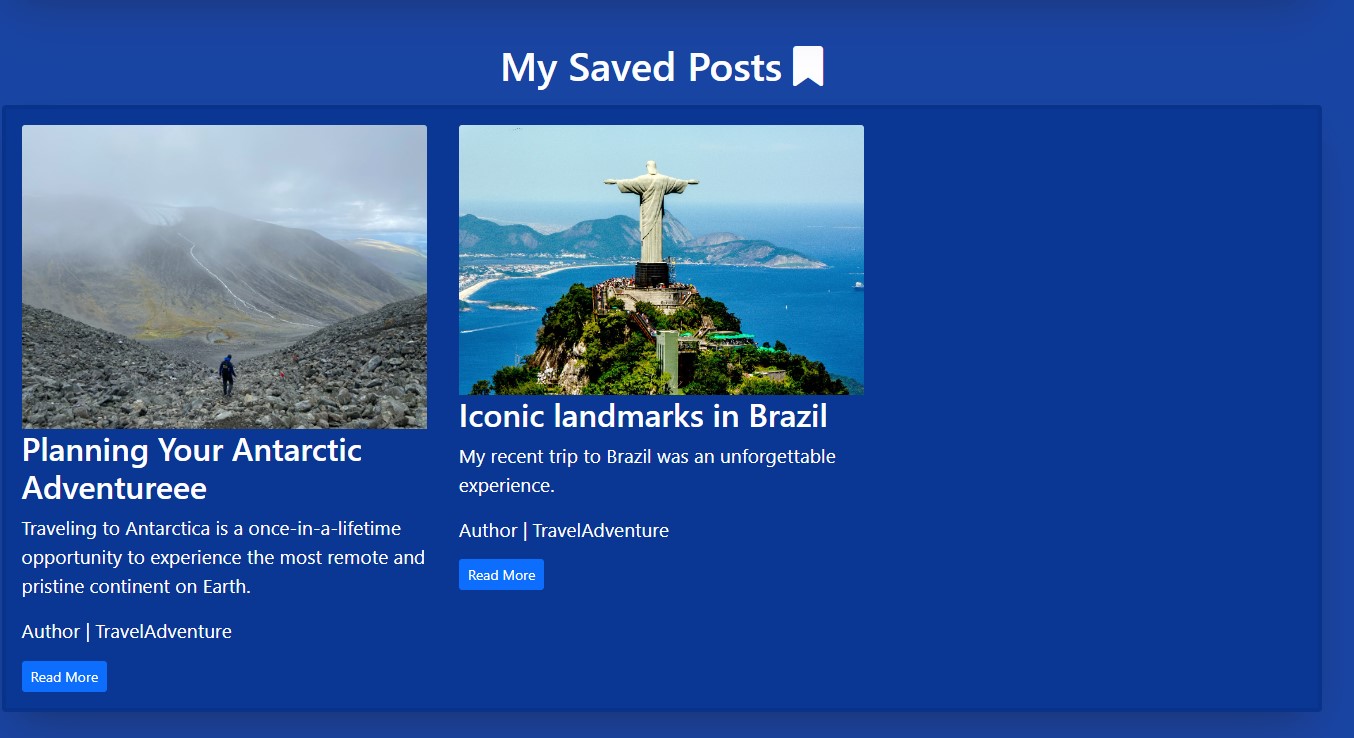 My Saved Posts
Planning Your Antarctic
Adventureee
Traveling to Antarctica is a once-in-a-lifetime
opportunity to experience the most remote and
pristine continent on Earth.
Author | TravelAdventure
Read More
Iconic landmarks in Brazil
My recent trip to Brazil was an unforgettable
experience.
Author | TravelAdventure
Read More